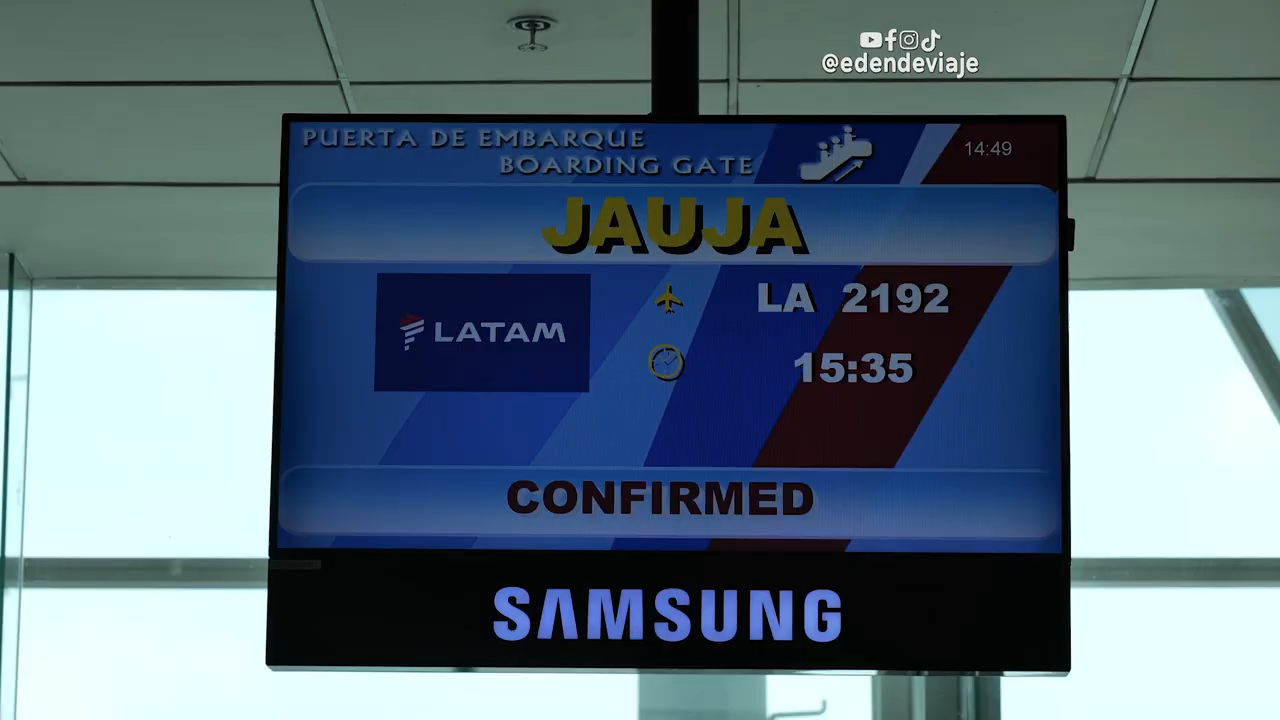 @edendeviaje
PUERTA DE EMBARQUE
BOARDING GATE
14:49
JAUJA
LATAM
LA 2192
15:35
CONFIRMED
SAMSUNG